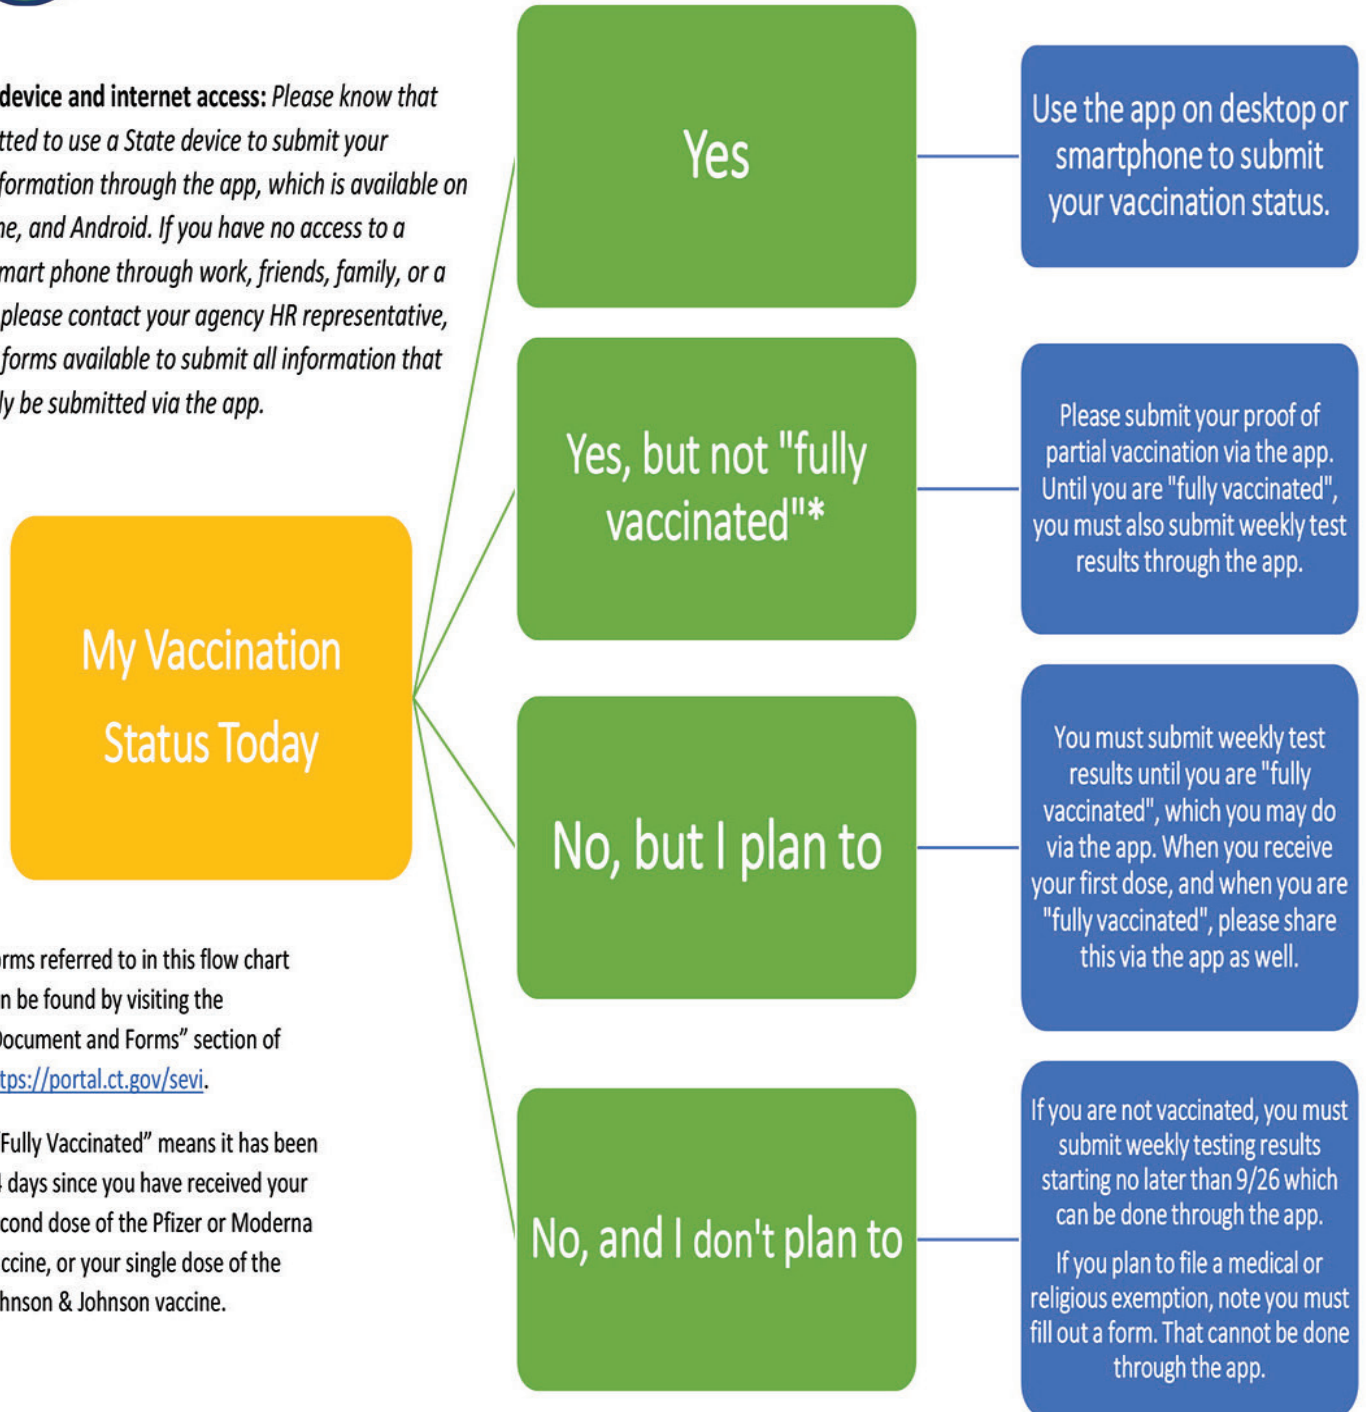 device and internet access: Please know that
tted to use a State device to submit your
formation through the app, which is available on
ne, and Android. If you have no access to a
mart phone through work, friends, family, or a
please contact your agency HR representative,
forms available to submit all information that
ly be submitted via the app.
My Vaccination
Status Today
orms referred to in this flow chart
n be found by visiting the
Document and Forms" section of
tps://portal.ct.gov/sevi.
"Fully Vaccinated" means it has been
4 days since you have received your
cond dose of the Pfizer or Moderna
ccine, or your single dose of the
hnson & Johnson vaccine.
Yes
Use the app on desktop or
smartphone to submit
your vaccination status.
Yes, but not "fully
vaccinated"*
Please submit your proof of
partial vaccination via the app.
Until you are "fully vaccinated",
you must also submit weekly test
results through the app.
No, but I plan to
You must submit weekly test
results until you are "fully
vaccinated", which you may do
via the app. When you receive
your first dose, and when you are
"fully vaccinated", please share
this via the app as well.
No, and I don't plan to
If you are not vaccinated, you must
submit weekly testing results
starting no later than 9/26 which
can be done through the app.
If you plan to file a medical or
religious exemption, note you must
fill out a form. That cannot be done
through the app.